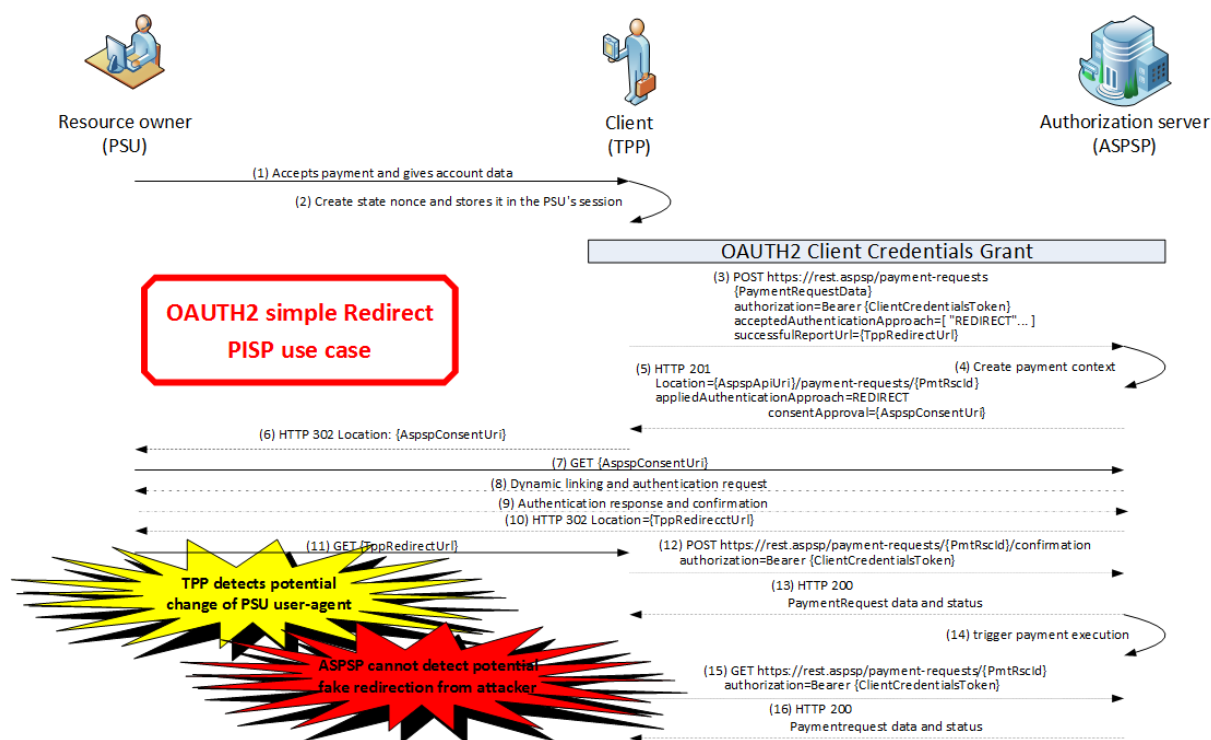 Resource owner
(PSU)
Client
(TPP)
Authorization server
(ASPSP)
(1) Accepts payment and gives account data
(2) Create state nonce and stores it in the PSU's session
OAUTH2 Client Credentials Grant
OAUTH2 simple Redirect
PISP use case
(3) POST https://rest.aspsp/payment-requests
{PaymentRequestData}
authorization=Bearer {ClientCredentialsToken}
acceptedAuthenticationApproach=[ "REDIRECT"... ]
successfulReportUrl={TppRedirectUrl}
(4) Create payment context
(5) HTTP 201
Location={AspspApiUri}/payment-requests/{PmtRscId}
appliedAuthenticationApproach=REDIRECT
consentApproval={AspspConsentUri}
(6) HTTP 302 Location: {AspspConsentUri}
(7) GET {AspspConsentUri}
(8) Dynamic linking and authentication request
(9) Authentication response and confirmation
(10) HTTP 302 Location={TppRedirecctUrl}
(11) GET {TppRedirectUrl}
(12) POST https://rest.aspsp/payment-requests/{PmtRscId}/confirmation
authorization=Bearer {ClientCredentialsToken}
TPP detects potential
change of PSU user-agent
(13) HTTP 200
PaymentRequest data and status
(14) trigger payment execution
ASPSP cannot detect potential
fake redirection from attacker
(15) GET https://rest.aspsp/payment-requests/{PmtRscId}
authorization=Bearer {ClientCredentialsToken}
(16) HTTP 200
Paymentrequest data and status